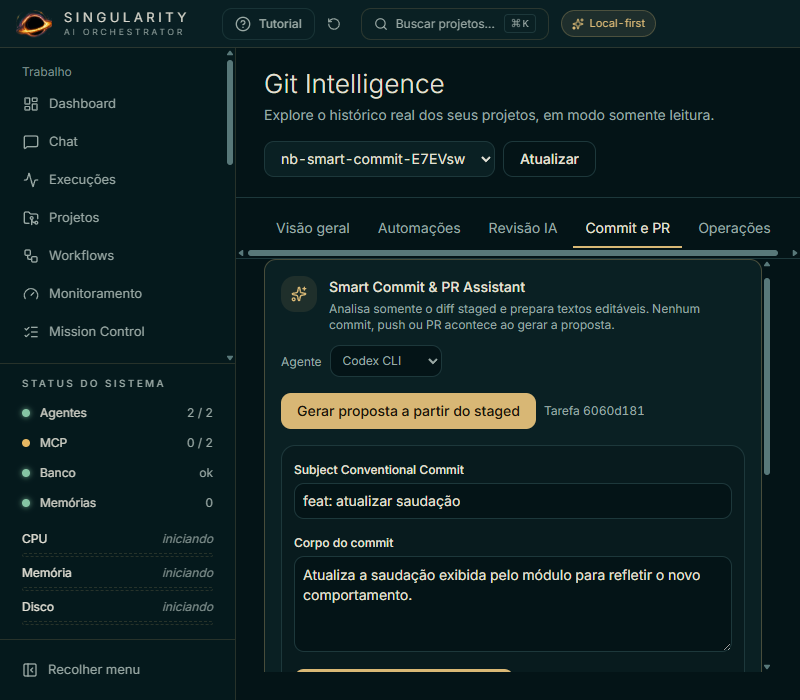 SINGULARITY
AI ORCHESTRATOR
Tutorial
Buscar projetos...
⌘K
Local-first
Trabalho
Dashboard
Chat
Execuções
Projetos
Workflows
Monitoramento
Mission Control
STATUS DO SISTEMA
Agentes 2 / 2
MCP 0 / 2
Banco ok
Memórias 0
CPU iniciando
Memória iniciando
Disco iniciando
Recolher menu
Git Intelligence
Explore o histórico real dos seus projetos, em modo somente leitura.
nb-smart-commit-E7EVsw
Atualizar
Visão geral
Automações
Revisão IA
Commit e PR
Operações
Smart Commit & PR Assistant
Analisa somente o diff staged e prepara textos editáveis. Nenhum
commit, push ou PR acontece ao gerar a proposta.
Agente
Codex CLI
Gerar proposta a partir do staged
Tarefa 6060d181
Subject Conventional Commit
feat: atualizar saudação
Corpo do commit
Atualiza a saudação exibida pelo módulo para refletir o novo
comportamento.